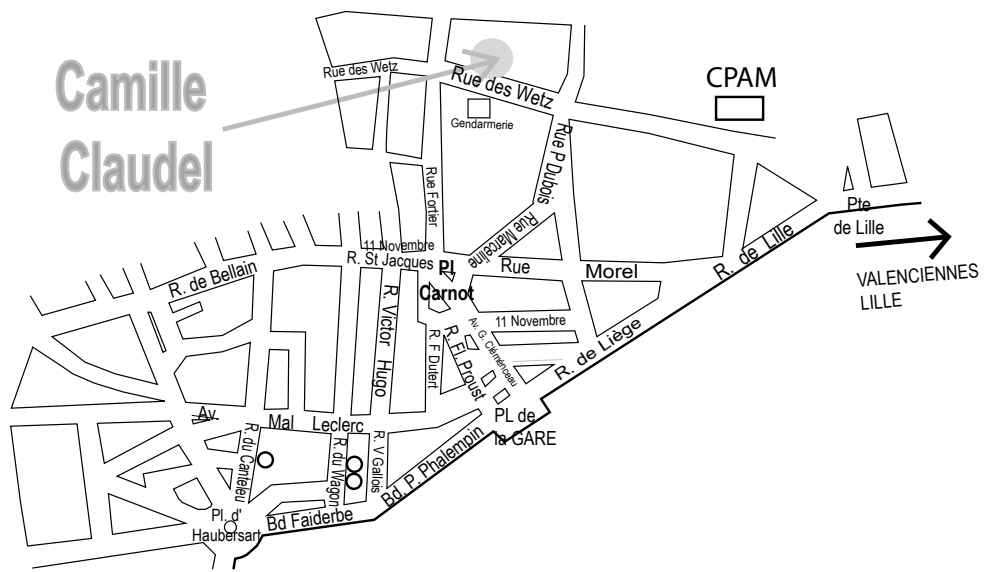 Camille
Claudel
Rue des Wetz
Rue des Wetz
CPAM
Gendarmerie
Rue P Dubois
Rue Fortier
Rue Marceline
Pte
de Lille
R. de Lille
VALENCIENNES
LILLE
11 Novembre
R. St Jacques
Pl
Carnot
Rue
Morel
R. de Bellain
R. Victor Hugo
R. F Dutert
R. Fl. Proust
Av. G. Cléménceau
11 Novembre
R. de Liège
PL de
la GARE
Av.
Mal
Leclerc
R. du Canteleu
R. du Wagon
R. V Gallois
Bd. P. Phalempin
Pl. d'
Haubersart
Bd Faiderbe